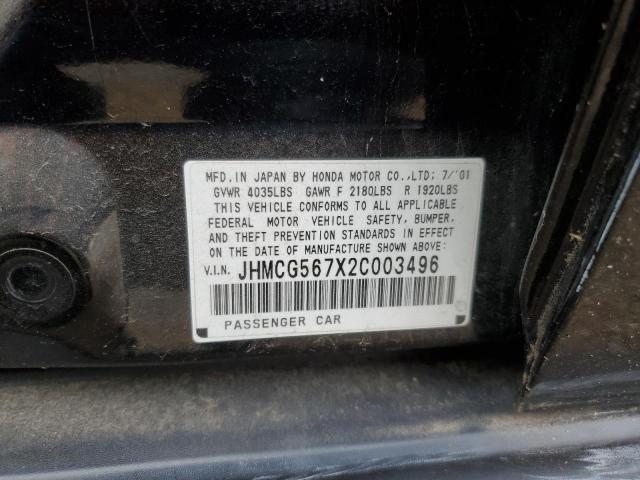 MFD. IN JAPAN BY HONDA MOTOR CO.,LTD; 7/'01
GVWR 4035LBS GAWR F 2180LBS R 1920LBS
THIS VEHICLE CONFORMS TO ALL APPLICABLE
FEDERAL MOTOR VEHICLE SAFETY, BUMPER,
AND THEFT PREVENTION STANDARDS IN EFFECT
ON THE DATE OF MANUFACTURE SHOWN ABOVE:
V.I.N. JHMCG567X2C003496
PASSENGER CAR